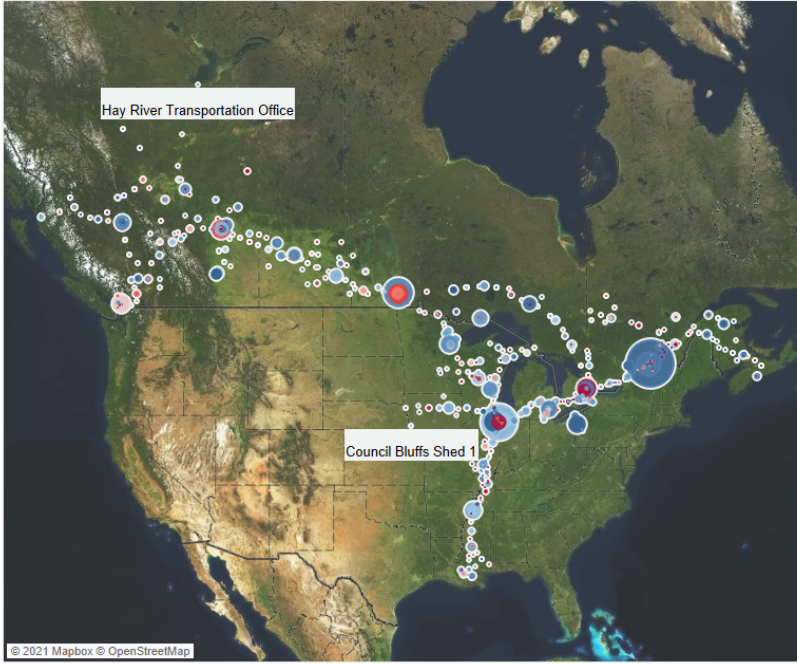 Hay River Transportation Office
Council Bluffs Shed 1
© 2021 Mapbox © OpenStreetMap